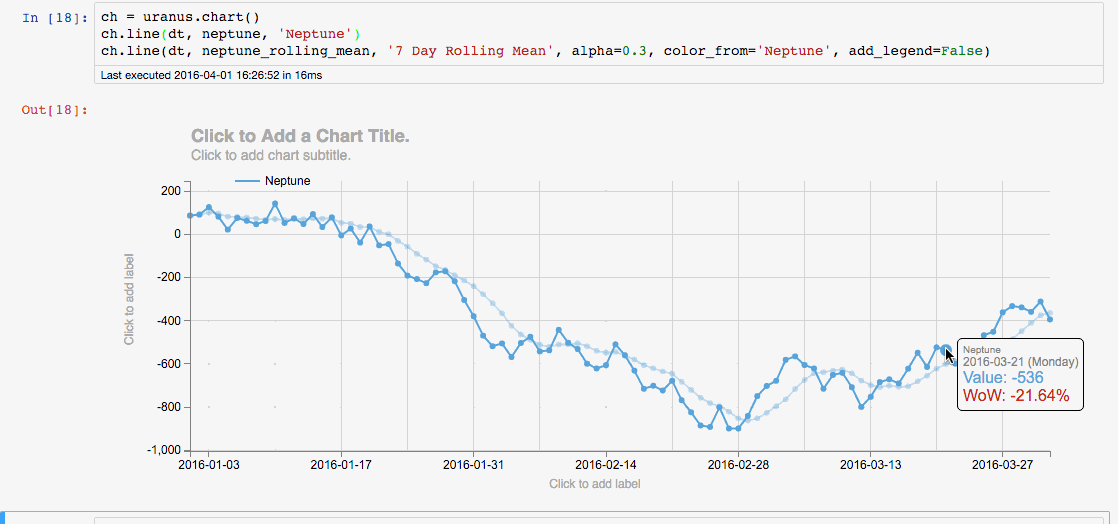 In [18]: ch = uranus.chart()
ch.line(dt, neptune, 'Neptune')
ch.line(dt, neptune_rolling_mean, '7 Day Rolling Mean', alpha=0.3, color_from='Neptune', add_legend=False)
Last executed 2016-04-01 16:26:52 in 16ms
Out[18]:
Click to Add a Chart Title.
Click to add chart subtitle.
Neptune
200
0
-200
-400
-600
-800
-1,000
Click to add label
Neptune
2016-03-21 (Monday)
Value: -536
WoW: -21.64%
2016-01-03 2016-01-17 2016-01-31 2016-02-14 2016-02-28 2016-03-13 2016-03-27
Click to add label